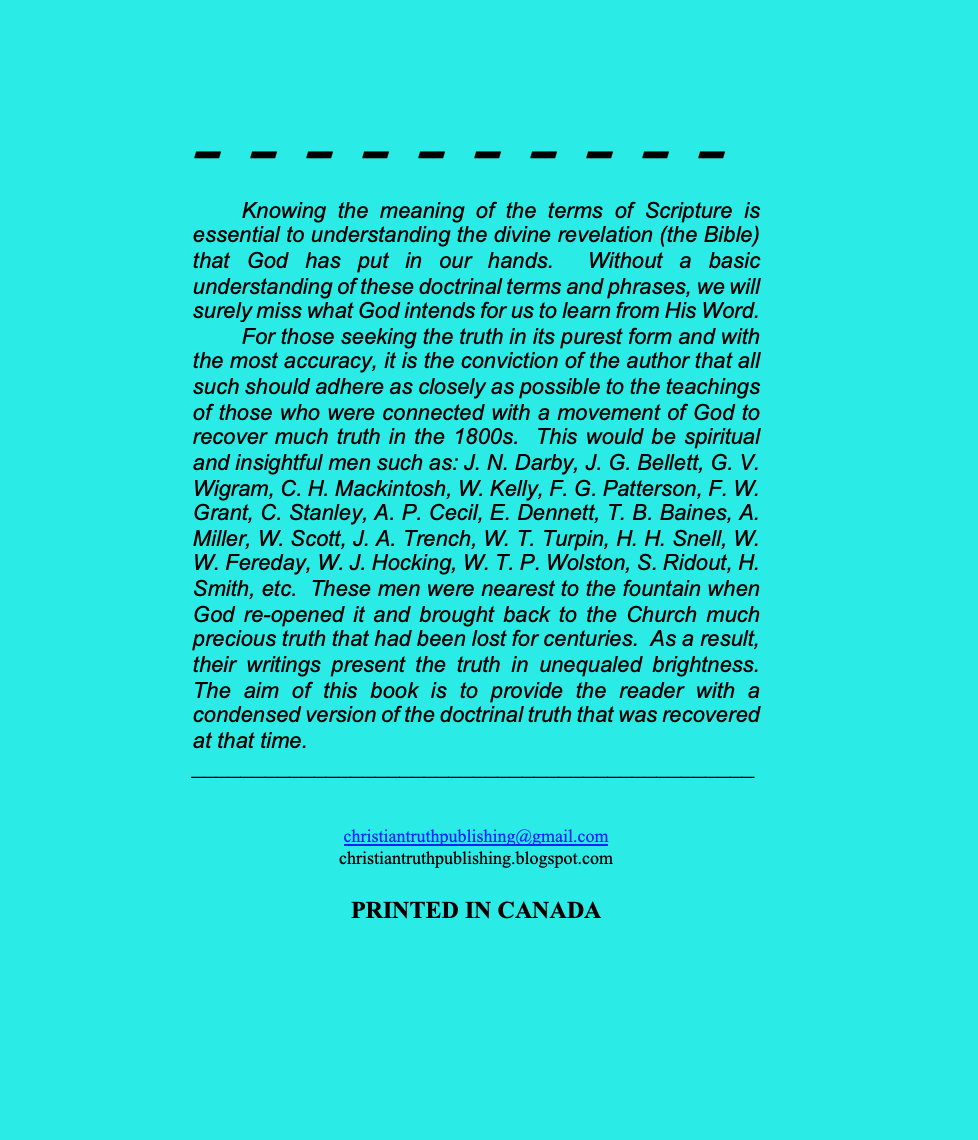 Knowing the meaning of the terms of Scripture is
essential to understanding the divine revelation (the Bible)
that God has put in our hands.  Without a basic
understanding of these doctrinal terms and phrases, we will
surely miss what God intends for us to learn from His Word.
For those seeking the truth in its purest form and with
the most accuracy, it is the conviction of the author that all
such should adhere as closely as possible to the teachings
of those who were connected with a movement of God to
recover much truth in the 1800s.  This would be spiritual
and insightful men such as: J. N. Darby, J. G. Bellett, G. V.
Wigram, C. H. Mackintosh, W. Kelly, F. G. Patterson, F. W.
Grant, C. Stanley, A. P. Cecil, E. Dennett, T. B. Baines, A.
Miller, W. Scott, J. A. Trench, W. T. Turpin, H. H. Snell, W.
W. Fereday, W. J. Hocking, W. T. P. Wolston, S. Ridout, H.
Smith, etc.  These men were nearest to the fountain when
God re-opened it and brought back to the Church much
precious truth that had been lost for centuries.  As a result,
their writings present the truth in unequaled brightness.
The aim of this book is to provide the reader with a
condensed version of the doctrinal truth that was recovered
at that time.
christiantruthpublishing@gmail.com
christiantruthpublishing.blogspot.com
PRINTED IN CANADA